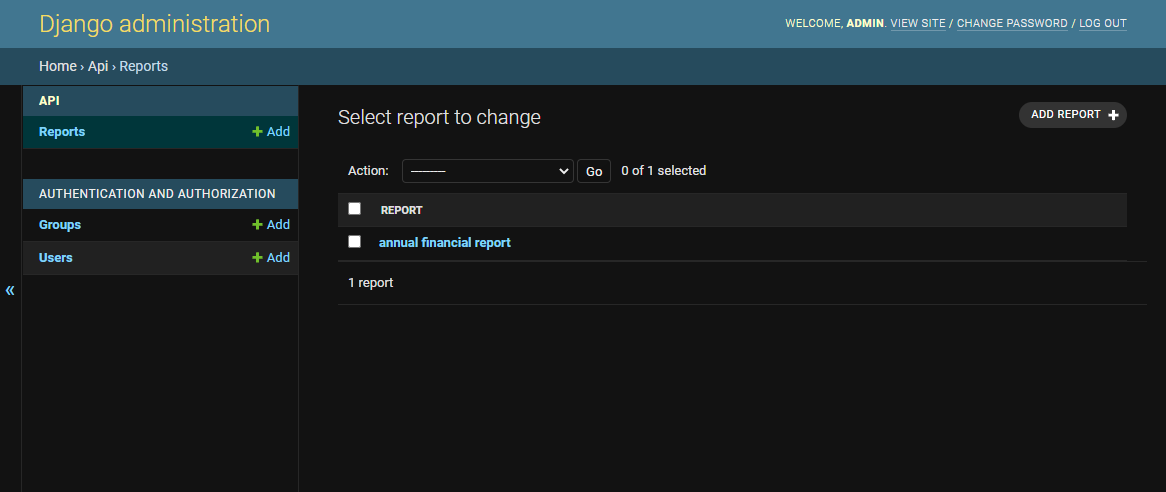 Django administration
WELCOME, ADMIN. VIEW SITE / CHANGE PASSWORD / LOG OUT
Home › Api › Reports
API
Reports
Add
AUTHENTICATION AND AUTHORIZATION
Groups
Add
Users
Add
«
Select report to change
ADD REPORT
Action: --------- Go 0 of 1 selected
REPORT
annual financial report
1 report